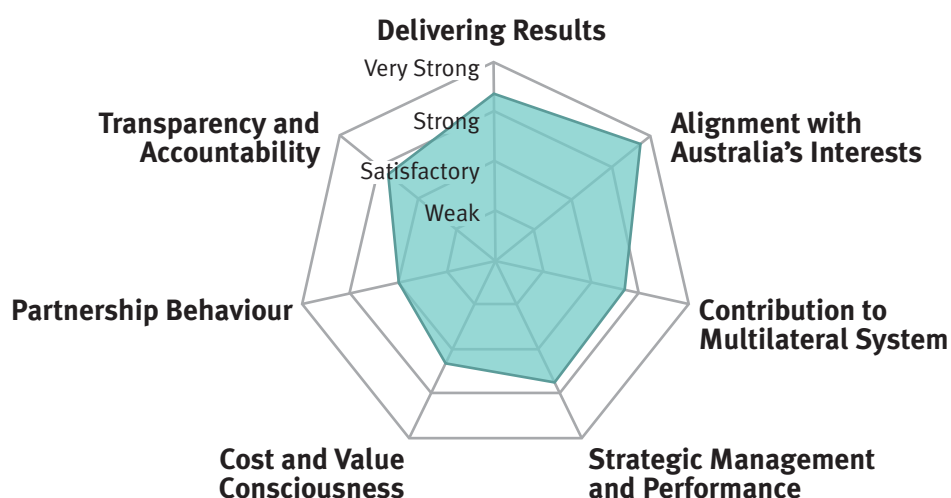 Delivering Results
Very Strong
Strong
Satisfactory
Weak
Transparency and
Accountability
Alignment with
Australia's Interests
Partnership Behaviour
Contribution to
Multilateral System
Cost and Value
Consciousness
Strategic Management
and Performance